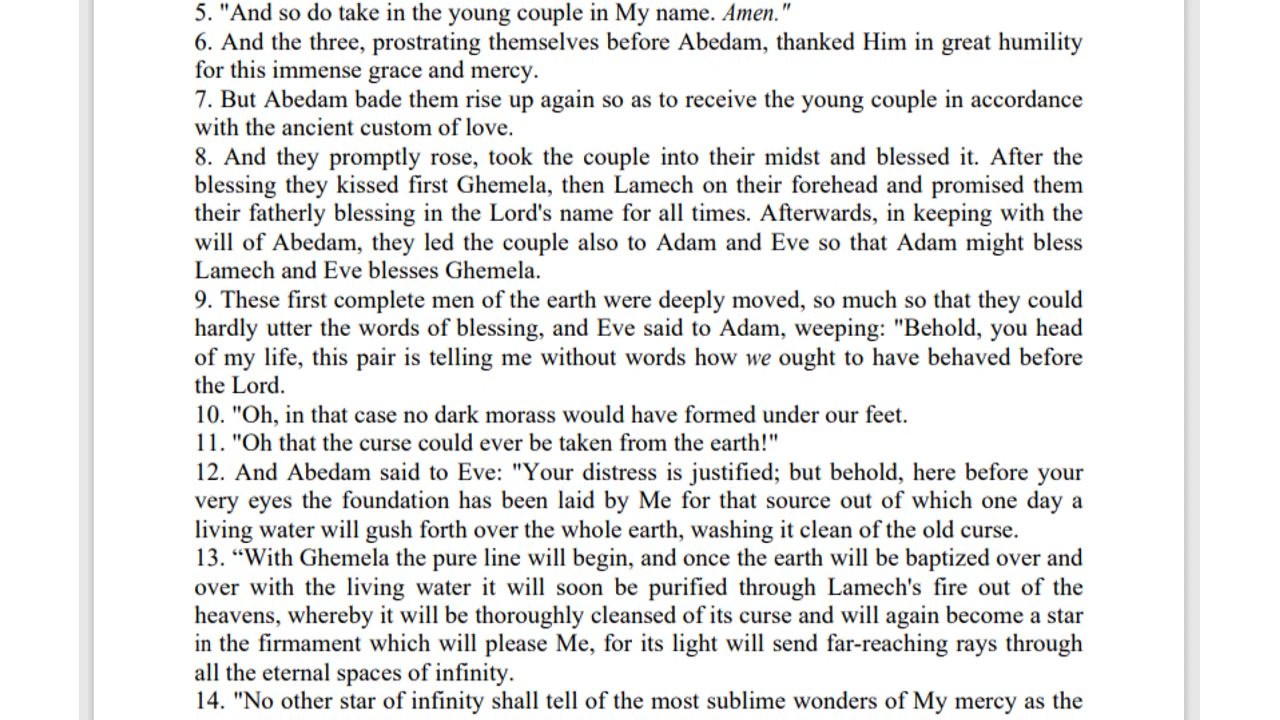 5. "And so do take in the young couple in My name. Amen."
6. And the three, prostrating themselves before Abedam, thanked Him in great humility
for this immense grace and mercy.
7. But Abedam bade them rise up again so as to receive the young couple in accordance
with the ancient custom of love.
8. And they promptly rose, took the couple into their midst and blessed it. After the
blessing they kissed first Ghemela, then Lamech on their forehead and promised them
their fatherly blessing in the Lord's name for all times. Afterwards, in keeping with the
will of Abedam, they led the couple also to Adam and Eve so that Adam might bless
Lamech and Eve blesses Ghemela.
9. These first complete men of the earth were deeply moved, so much so that they could
hardly utter the words of blessing, and Eve said to Adam, weeping: "Behold, you head
of my life, this pair is telling me without words how we ought to have behaved before
the Lord.
10. "Oh, in that case no dark morass would have formed under our feet.
11. "Oh that the curse could ever be taken from the earth!"
12. And Abedam said to Eve: "Your distress is justified; but behold, here before your
very eyes the foundation has been laid by Me for that source out of which one day a
living water will gush forth over the whole earth, washing it clean of the old curse.
13. “With Ghemela the pure line will begin, and once the earth will be baptized over and
over with the living water it will soon be purified through Lamech's fire out of the
heavens, whereby it will be thoroughly cleansed of its curse and will again become a star
in the firmament which will please Me, for its light will send far-reaching rays through
all the eternal spaces of infinity.
14. "No other star of infinity shall tell of the most sublime wonders of My mercy as the